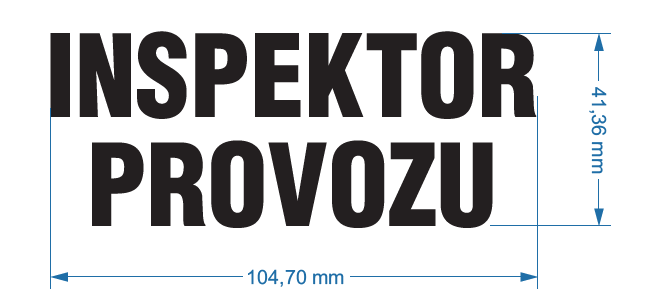 INSPEKTOR
PROVOZU
41,36 mm
104,70 mm